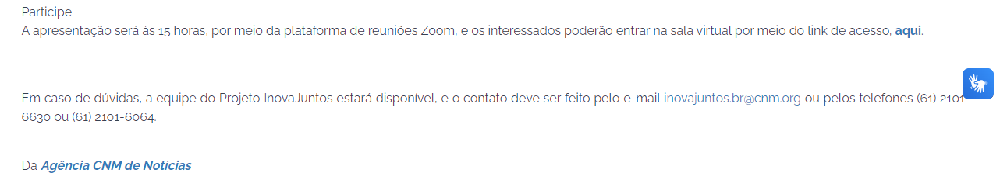 Participe
A apresentação será às 15 horas, por meio da plataforma de reuniões Zoom, e os interessados poderão entrar na sala virtual por meio do link de acesso, aqui.
Em caso de dúvidas, a equipe do Projeto InovaJuntos estará disponível, e o contato deve ser feito pelo e-mail inovajuntos.br@cnm.org ou pelos telefones (61) 2101-
6630 ou (61) 2101-6064.
Da Agência CNM de Notícias